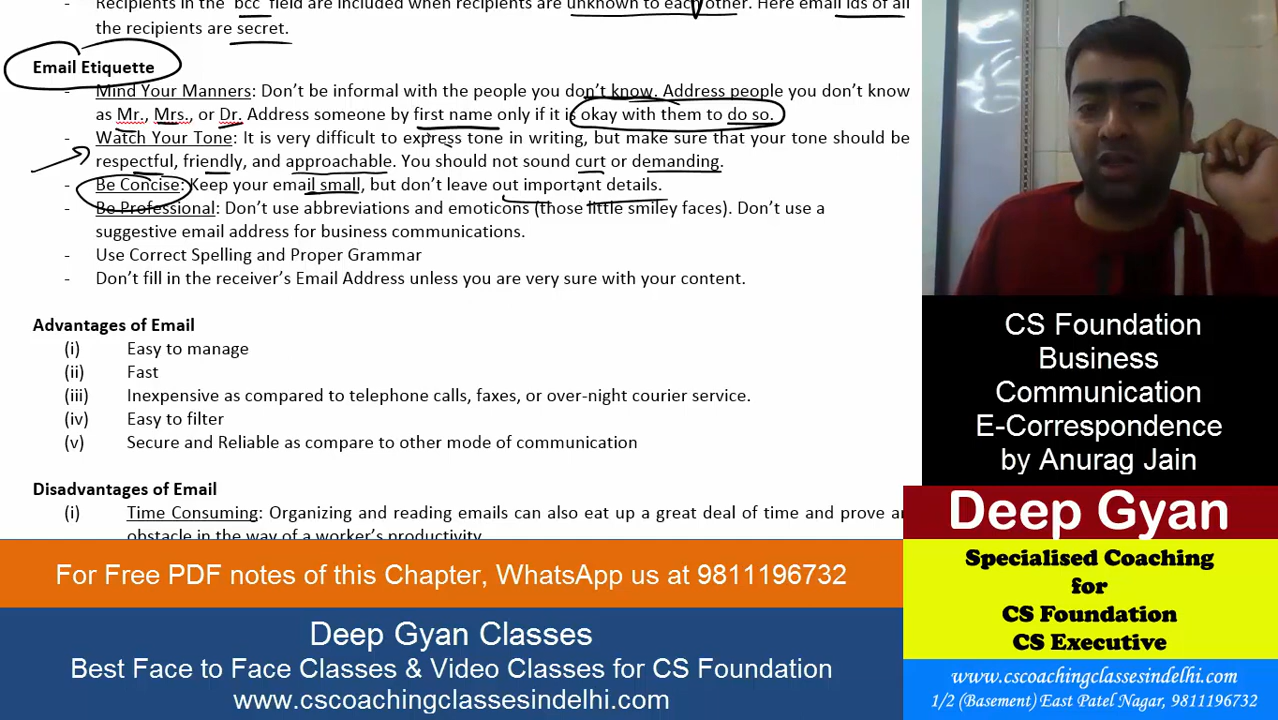 Recipients in the 'bcc' field are included when recipients are unknown to each other. Here email ids of all
the recipients are secret.
Email Etiquette
- Mind Your Manners: Don't be informal with the people you don't know. Address people you don't know
as Mr., Mrs., or Dr. Address someone by first name only if it is okay with them to do so.
- Watch Your Tone: It is very difficult to express tone in writing, but make sure that your tone should be
respectful, friendly, and approachable. You should not sound curt or demanding.
- Be Concise: Keep your email small, but don't leave out important details.
- Be Professional: Don't use abbreviations and emoticons (those little smiley faces). Don't use a
suggestive email address for business communications.
- Use Correct Spelling and Proper Grammar
- Don't fill in the receiver's Email Address unless you are very sure with your content.
Advantages of Email
(i) Easy to manage
(ii) Fast
(iii) Inexpensive as compared to telephone calls, faxes, or over-night courier service.
(iv) Easy to filter
(v) Secure and Reliable as compare to other mode of communication
Disadvantages of Email
(i) Time Consuming: Organizing and reading emails can also eat up a great deal of time and prove an
obstacle in the way of a worker's productivity.
CS Foundation
Business
Communication
E-Correspondence
by Anurag Jain
Deep Gyan
Specialised Coaching
for
CS Foundation
CS Executive
www.cscoachingclassesindelhi.com
1/2 (Basement) East Patel Nagar, 9811196732
For Free PDF notes of this Chapter, WhatsApp us at 9811196732
Deep Gyan Classes
Best Face to Face Classes & Video Classes for CS Foundation
www.cscoachingclassesindelhi.com